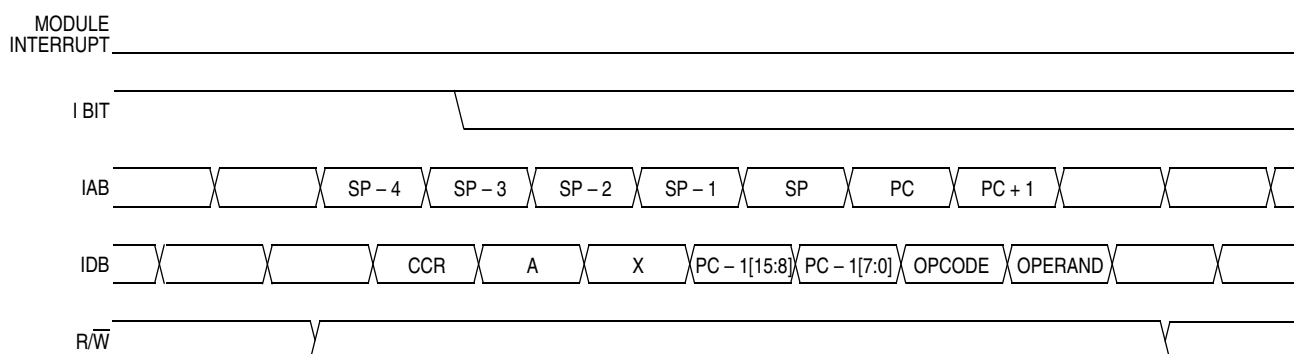 MODULE
INTERRUPT
I BIT
IAB SP – 4 SP – 3 SP – 2 SP – 1 SP PC PC + 1
IDB CCR A X PC – 1[15:8] PC – 1[7:0] OPCODE OPERAND
R/W̅